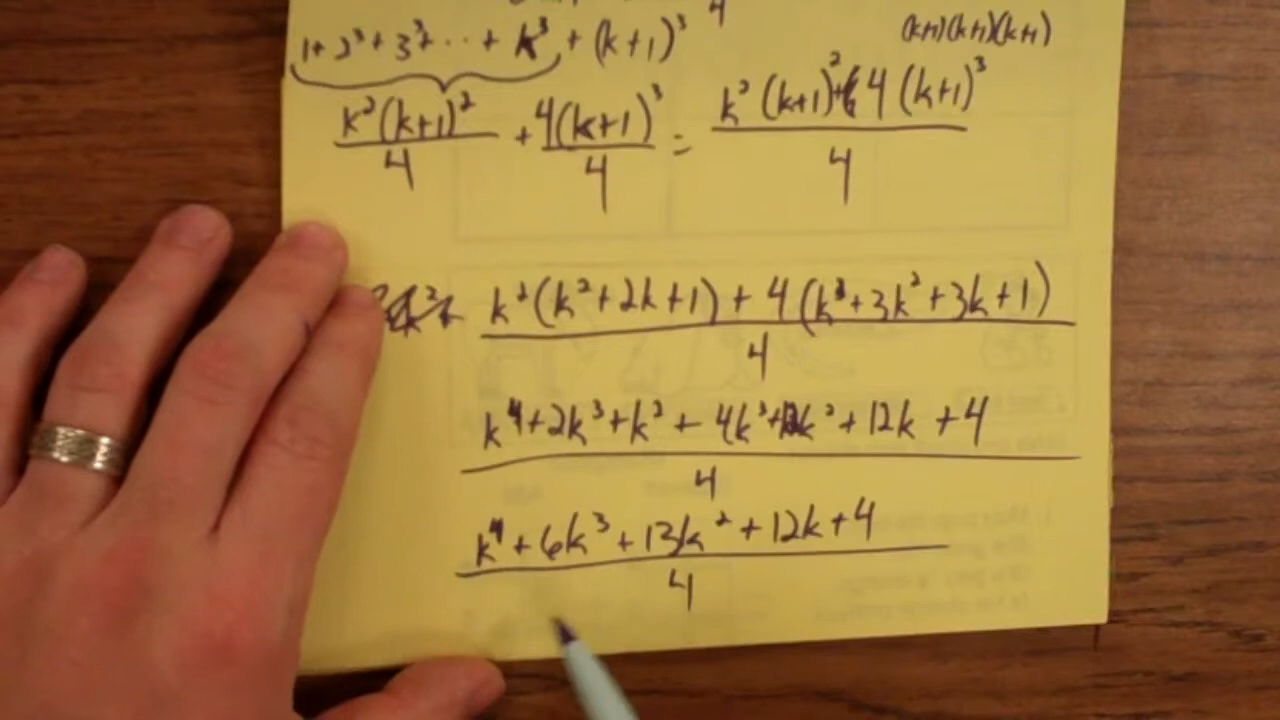 (k+1)(k+1)(k+1)
1 + 2³ + 3³ ⋯ + k³ + (k+1)³
k²(k+1)²/4 + 4(k+1)³/4 = k²(k+1)² + 4(k+1)³/4
k²(k²+2k+1) + 4(k³+3k²+3k+1)/4
k⁴+2k³+k² + 4k³+12k² + 12k + 4/4
k⁴ + 6k³ + 13k² + 12k + 4/4